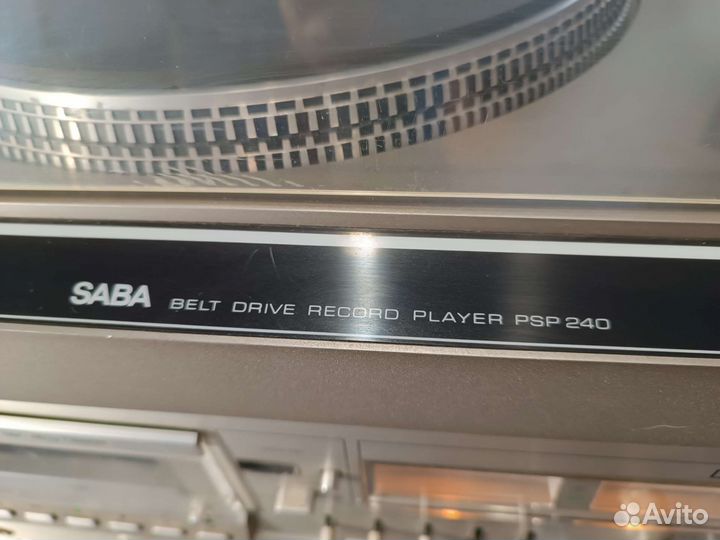 SABA BELT DRIVE RECORD PLAYER PSP 240
Avito